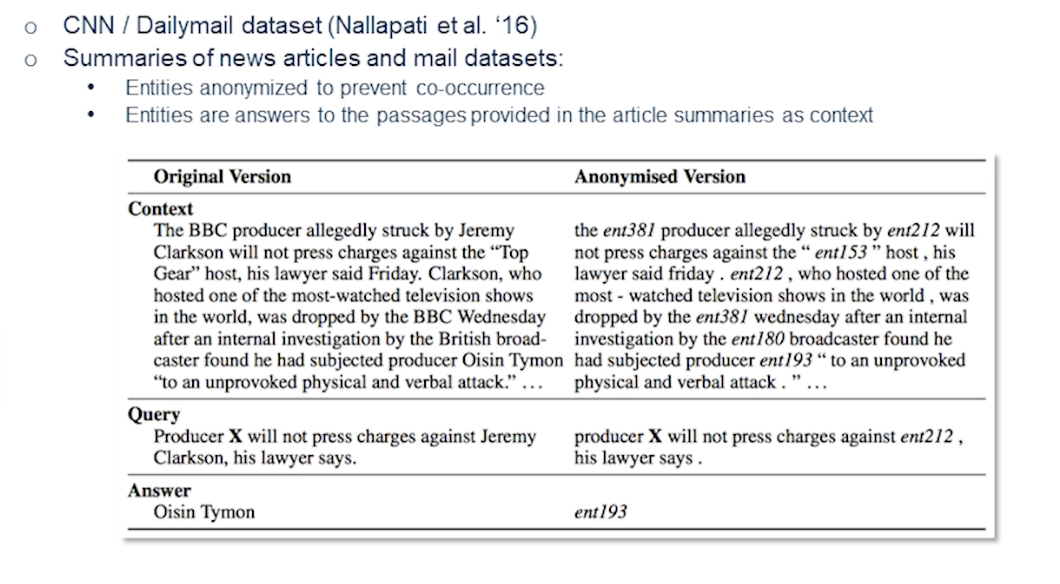 CNN / Dailymail dataset (Nallapati et al. ‘16)
Summaries of news articles and mail datasets:
Entities anonymized to prevent co-occurrence
Entities are answers to the passages provided in the article summaries as context
Original Version
Anonymised Version
Context
The BBC producer allegedly struck by Jeremy
Clarkson will not press charges against the “Top
Gear” host, his lawyer said Friday. Clarkson, who
hosted one of the most-watched television shows
in the world, was dropped by the BBC Wednesday
after an internal investigation by the British broad-
caster found he had subjected producer Oisin Tymon
“to an unprovoked physical and verbal attack.” …
the ent381 producer allegedly struck by ent212 will
not press charges against the “ ent153 ” host , his
lawyer said friday . ent212 , who hosted one of the
most - watched television shows in the world , was
dropped by the ent381 wednesday after an internal
investigation by the ent180 broadcaster found he
had subjected producer ent193 “ to an unprovoked
physical and verbal attack . ” …
Query
Producer X will not press charges against Jeremy
Clarkson, his lawyer says.
producer X will not press charges against ent212 ,
his lawyer says .
Answer
Oisin Tymon
ent193